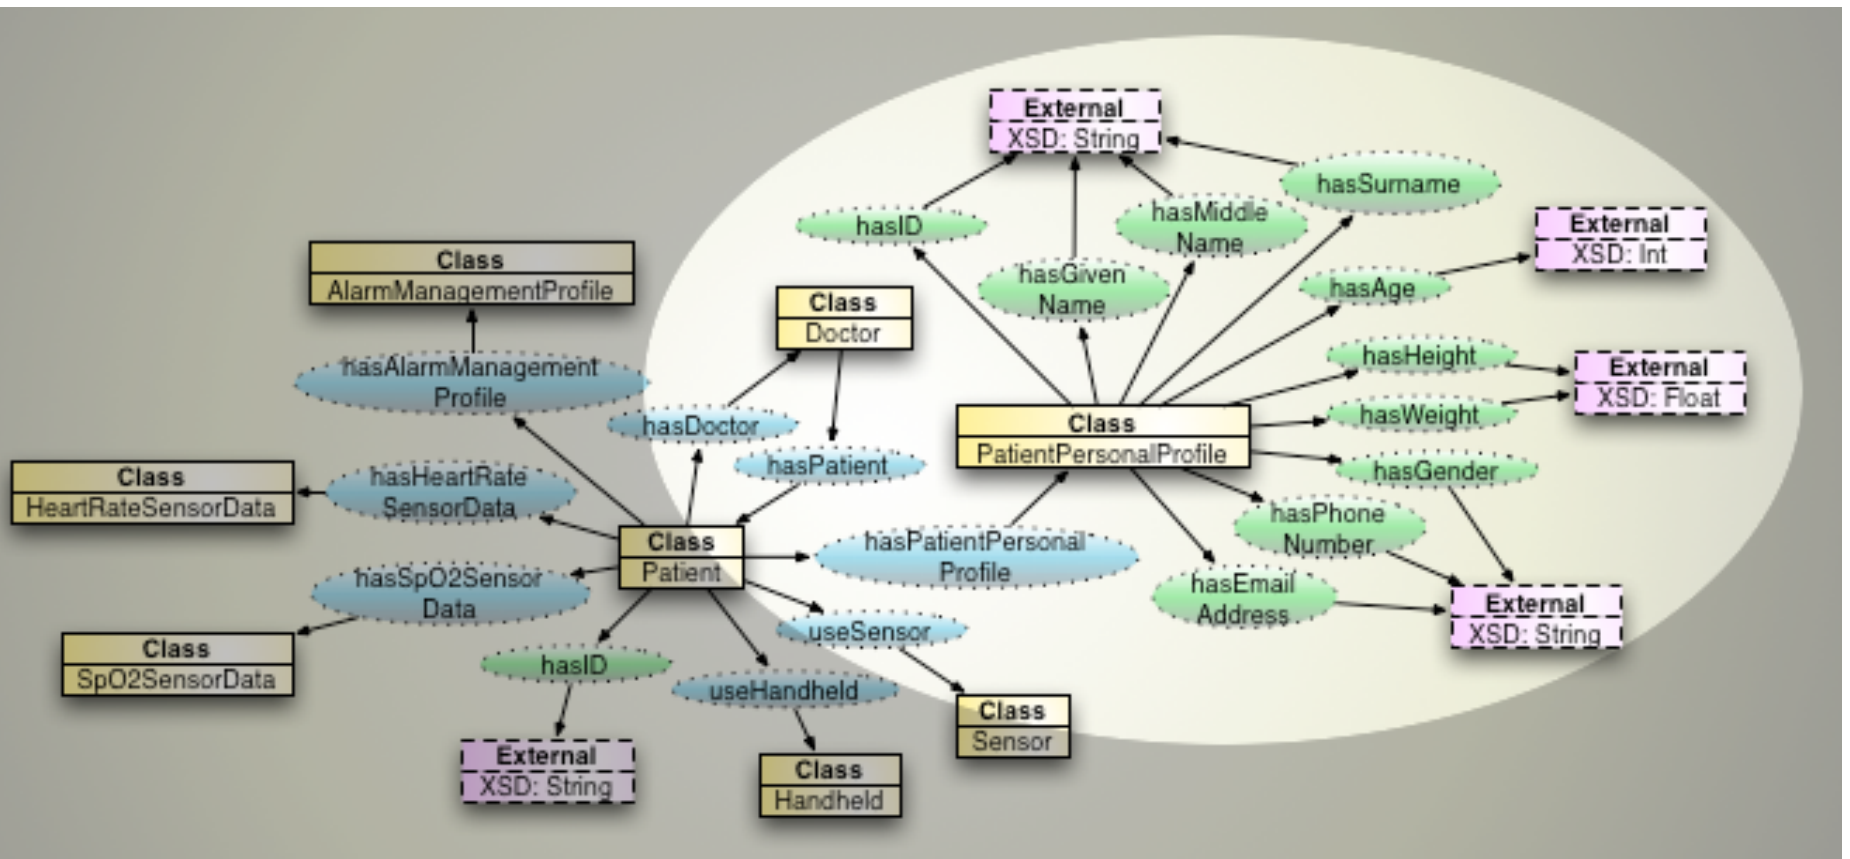 External
XSD: String
hasSurname
hasMiddle
Name
hasID
External
XSD: Int
Class
AlarmManagementProfile
hasGiven
Name
hasAge
Class
Doctor
hasAlarmManagement
Profile
hasHeight
External
XSD: Float
hasDoctor
hasWeight
Class
PatientPersonalProfile
hasPatient
hasGender
Class
HeartRateSensorData
hasHeartRate
SensorData
hasPhone
Number
Class
Patient
hasPatientPersonal
Profile
hasSpO2Sensor
Data
hasEmail
Address
External
XSD: String
useSensor
Class
SpO2SensorData
hasID
useHandheld
Class
Sensor
External
XSD: String
Class
Handheld